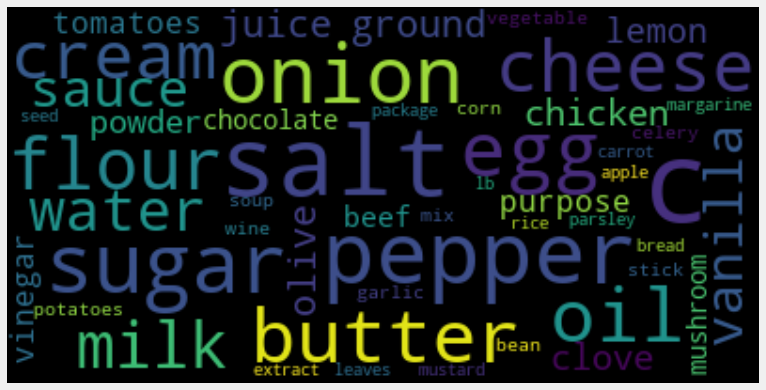 tomatoes juice ground vegetable lemon
cream onion cheese
sauce
seed powder chocolate package corn chicken margarine
flour salt egg celery
carrot
lb apple c vanilla
water soup olive beef mix purpose
wine rice parsley
vinegar sugar pepper bread
stick
garlic
potatoes milk butter oil mushroom
bean clove
extract leaves mustard